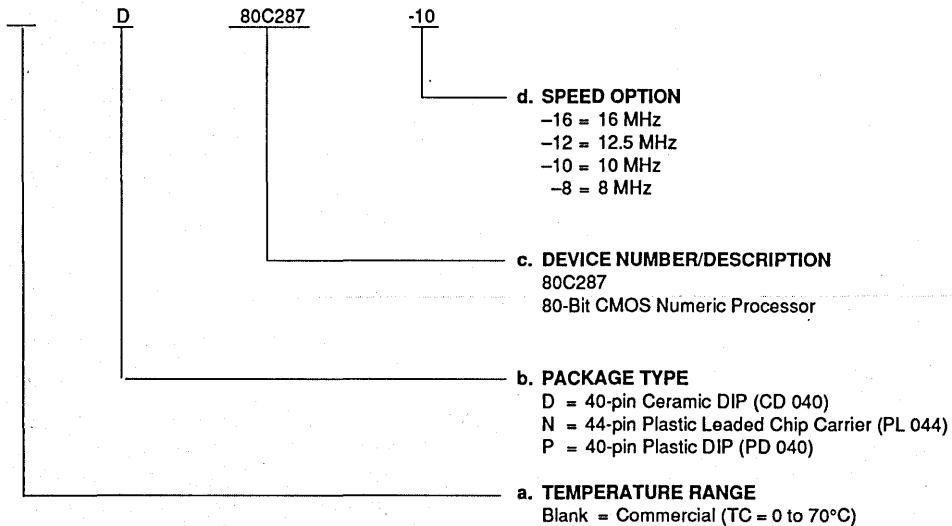 D 80C287 -10
d. SPEED OPTION
–16 = 16 MHz
–12 = 12.5 MHz
–10 = 10 MHz
–8 = 8 MHz
c. DEVICE NUMBER/DESCRIPTION
80C287
80-Bit CMOS Numeric Processor
b. PACKAGE TYPE
D = 40-pin Ceramic DIP (CD 040)
N = 44-pin Plastic Leaded Chip Carrier (PL 044)
P = 40-pin Plastic DIP (PD 040)
a. TEMPERATURE RANGE
Blank = Commercial (TC = 0 to 70°C)